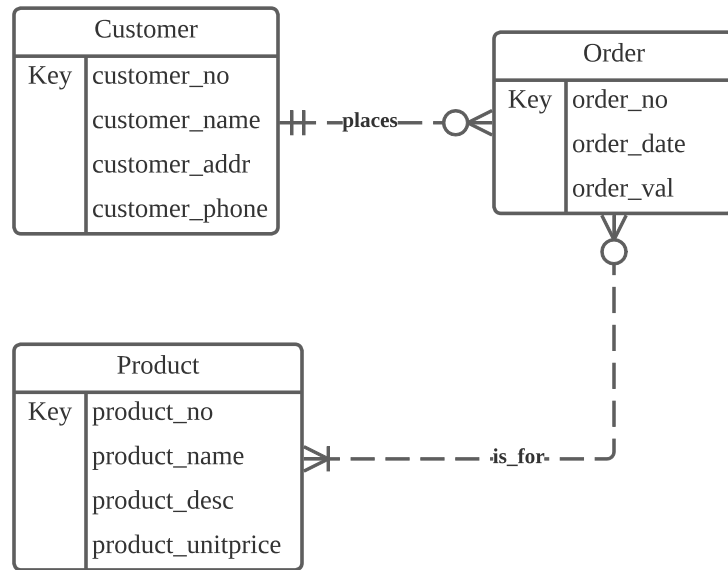 Customer
Key customer_no
customer_name
customer_addr
customer_phone
places
Order
Key order_no
order_date
order_val
Product
Key product_no
product_name
product_desc
product_unitprice
is_for